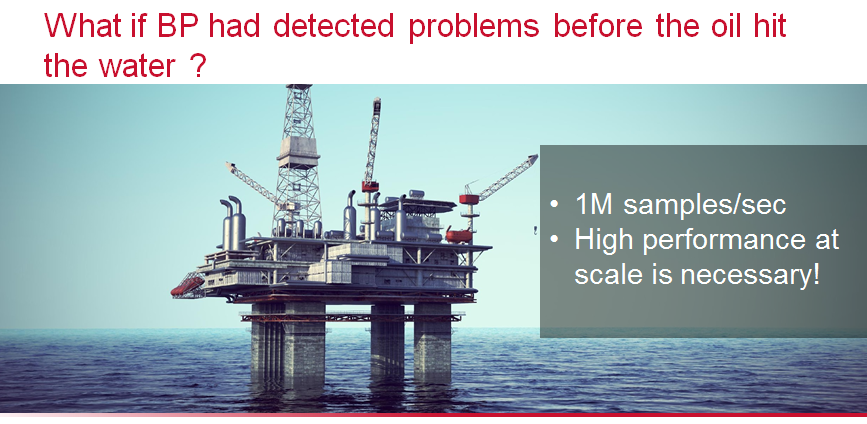 What if BP had detected problems before the oil hit
the water ?
• 1M samples/sec
• High performance at
scale is necessary!